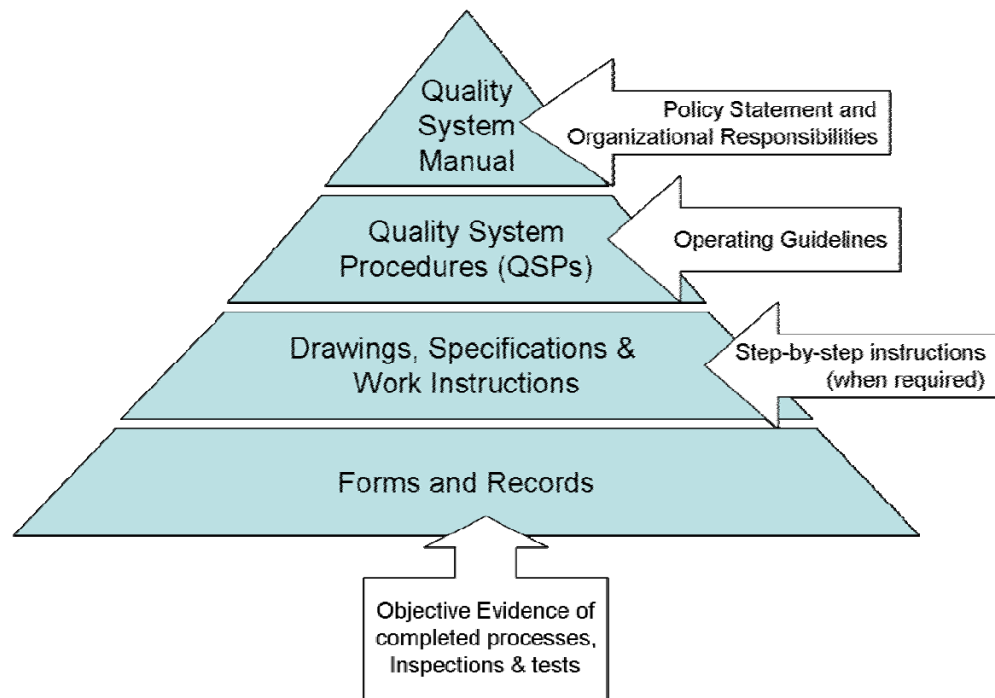 Quality
System
Manual
Policy Statement and
Organizational Responsibilities
Quality System
Procedures (QSPs)
Operating Guidelines
Drawings, Specifications &
Work Instructions
Step-by-step instructions
(when required)
Forms and Records
Objective Evidence of
completed processes,
Inspections & tests